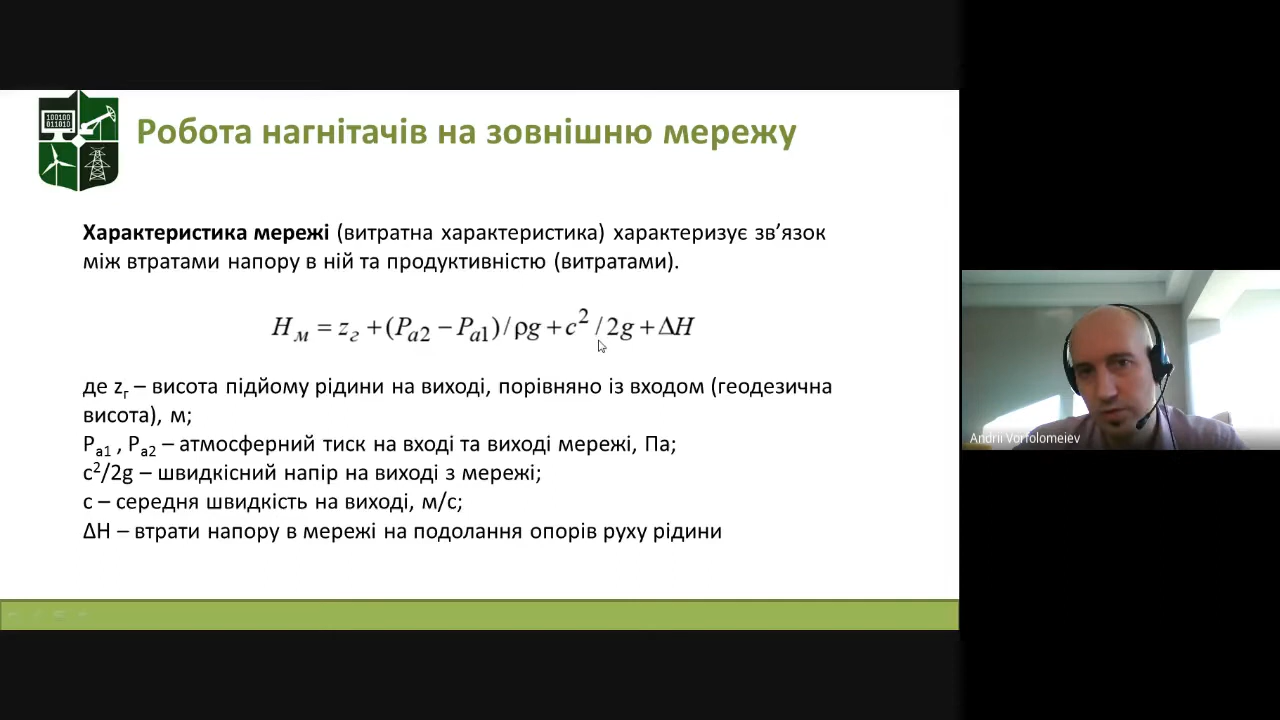 100100
011010
Робота нагнітачів на зовнішню мережу
Характеристика мережі (витратна характеристика) характеризує зв’язок
між втратами напору в ній та продуктивністю (витратами).
Hм = zг + (Pa2 − Pa1) / ρg + c² / 2g + ΔH
де zг – висота підйому рідини на виході, порівняно із входом (геодезична
висота), м;
Pa1 , Pa2 – атмосферний тиск на вході та виході мережі, Па;
c²/2g – швидкісний напір на виході з мережі;
c – середня швидкість на виході, м/с;
ΔH – втрати напору в мережі на подолання опорів руху рідини
Andrii Vorfolomeiev